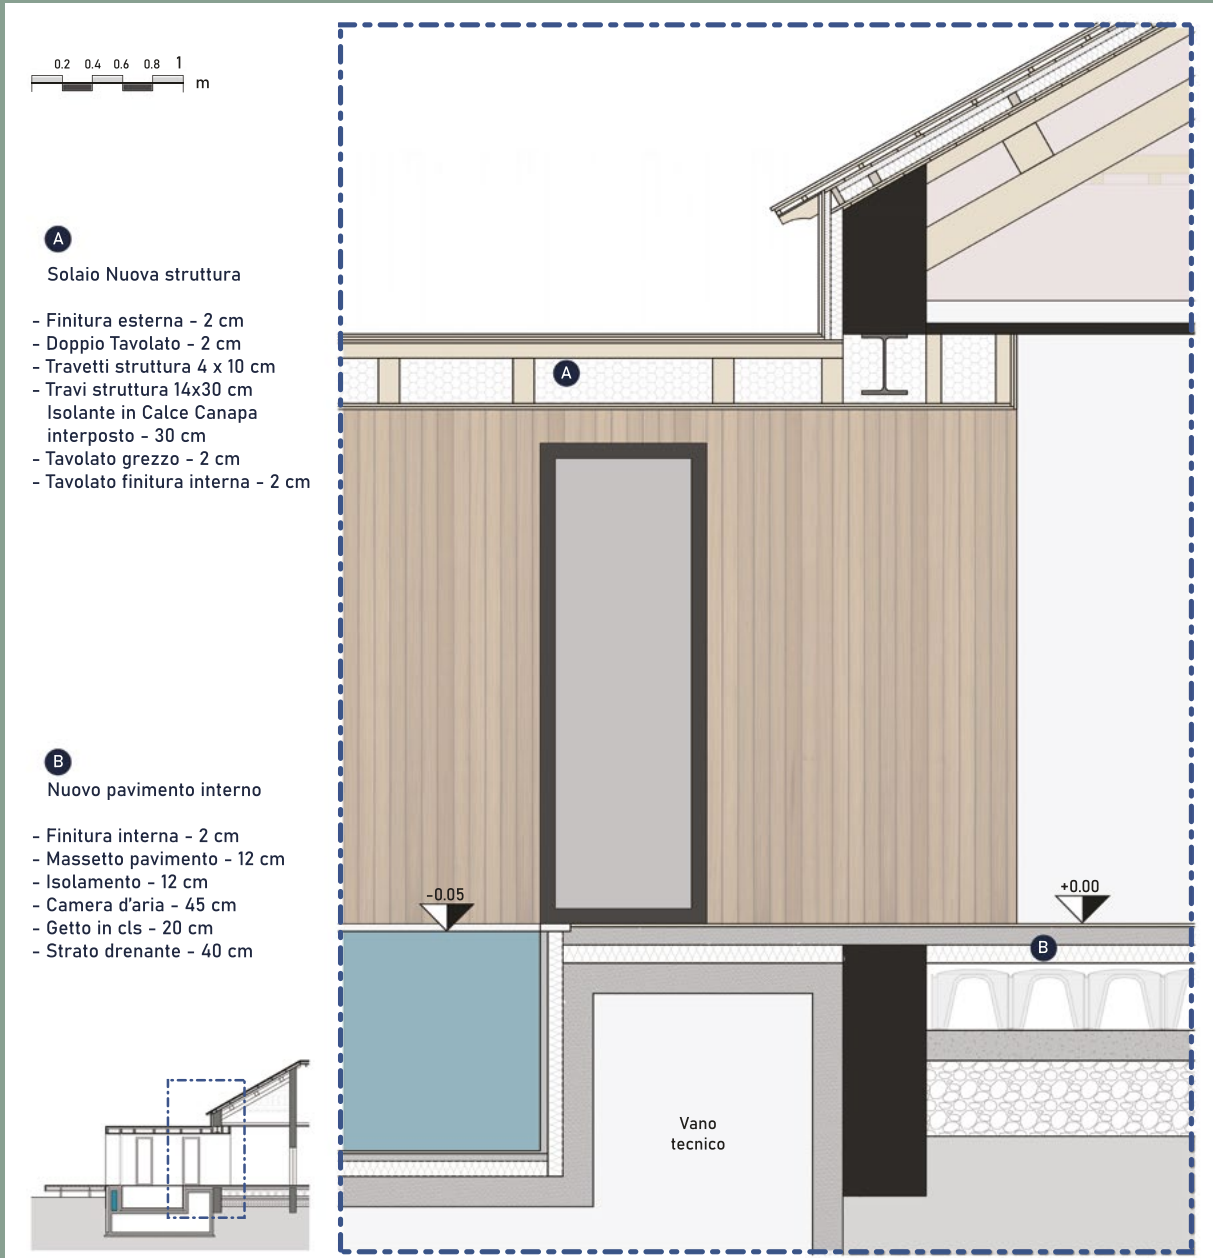 0.2 0.4 0.6 0.8 1
m
A
Solaio Nuova struttura
- Finitura esterna - 2 cm
- Doppio Tavolato - 2 cm
- Travetti struttura 4 x 10 cm
- Travi struttura 14x30 cm
Isolante in Calce Canapa
interposto - 30 cm
- Tavolato grezzo - 2 cm
- Tavolato finitura interna - 2 cm
B
Nuovo pavimento interno
- Finitura interna - 2 cm
- Massetto pavimento - 12 cm
- Isolamento - 12 cm
- Camera d'aria - 45 cm
- Getto in cls - 20 cm
- Strato drenante - 40 cm
A
-0.05
+0.00
B
Vano
tecnico